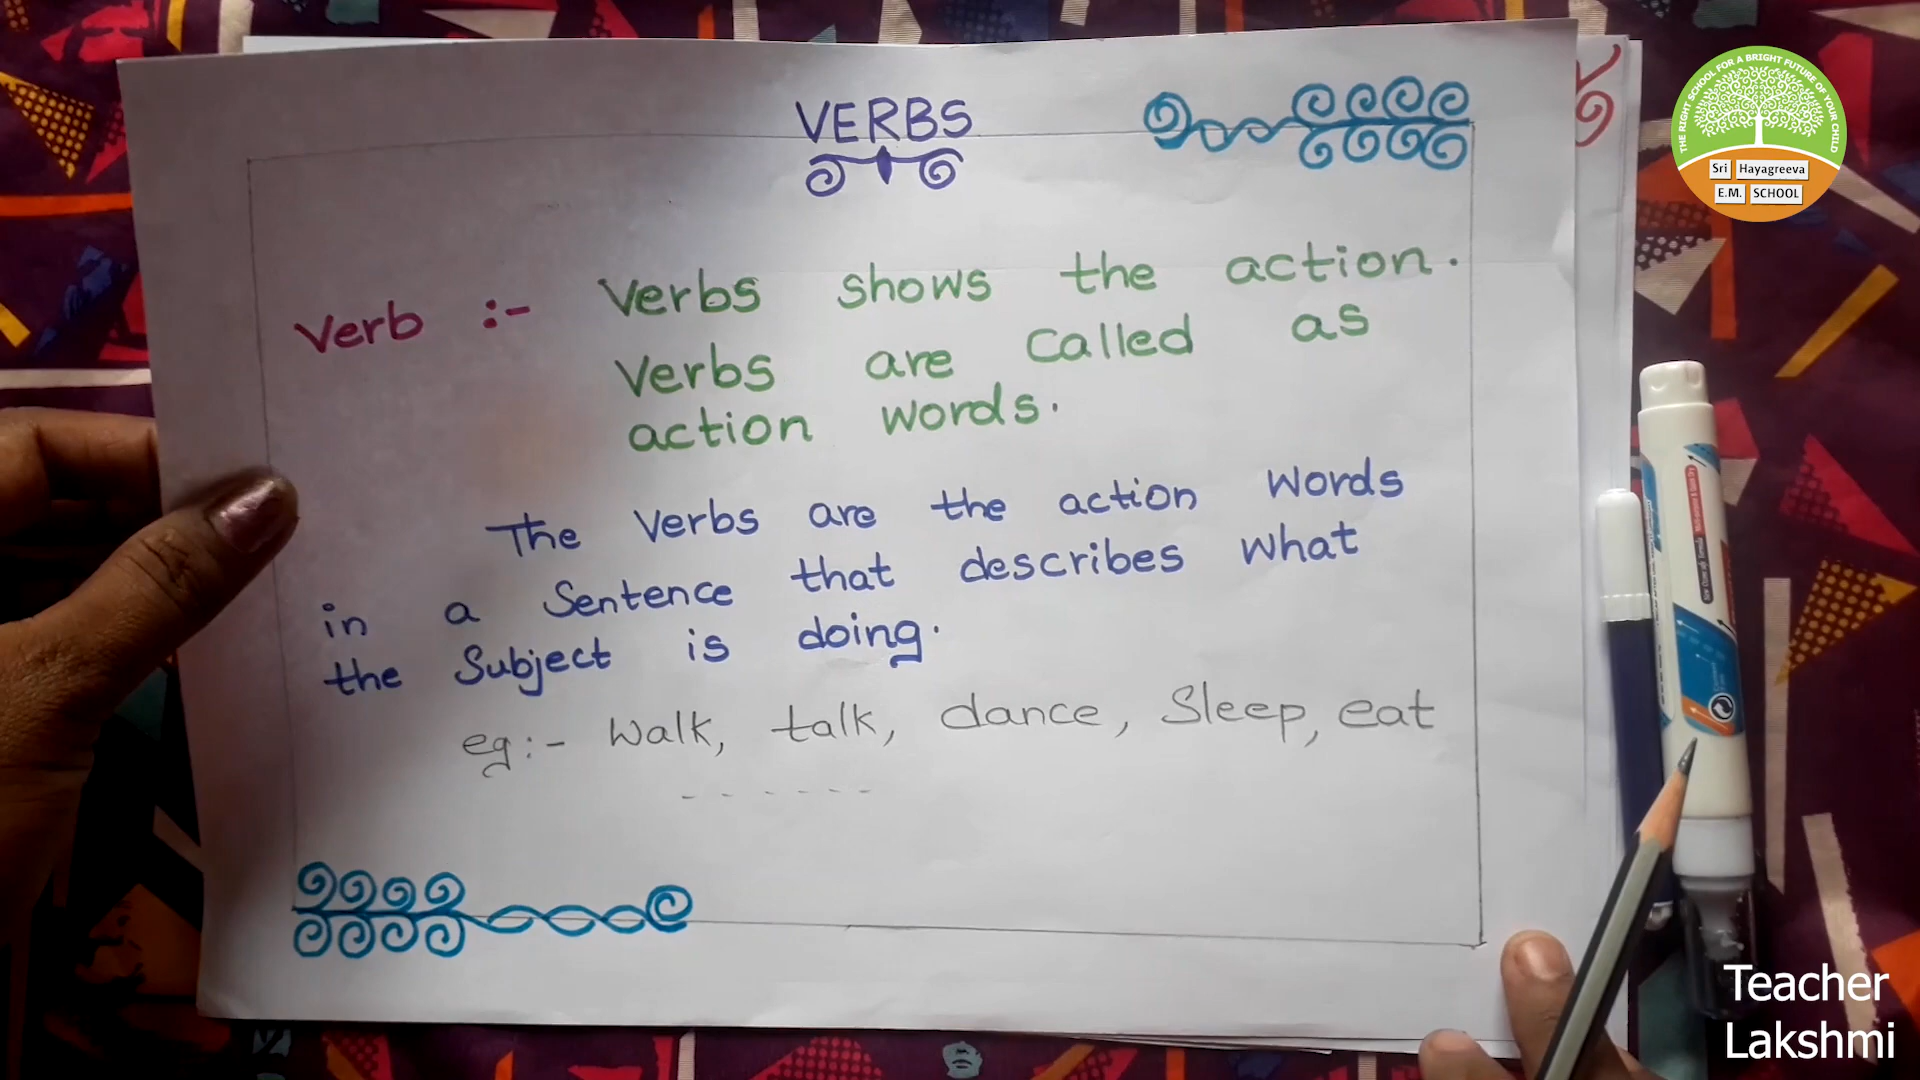 VERBS
Verb :- Verbs shows the action.
Verbs are called as
action words.
The Verbs are the action words
in a Sentence that describes what
the Subject is doing.
eg:- Walk, talk, dance, Sleep, eat
- - - - - -
THE RIGHT SCHOOL FOR A BRIGHT FUTURE OF YOUR CHILD
Sri Hayagreeva
E.M. SCHOOL
Teacher
Lakshmi